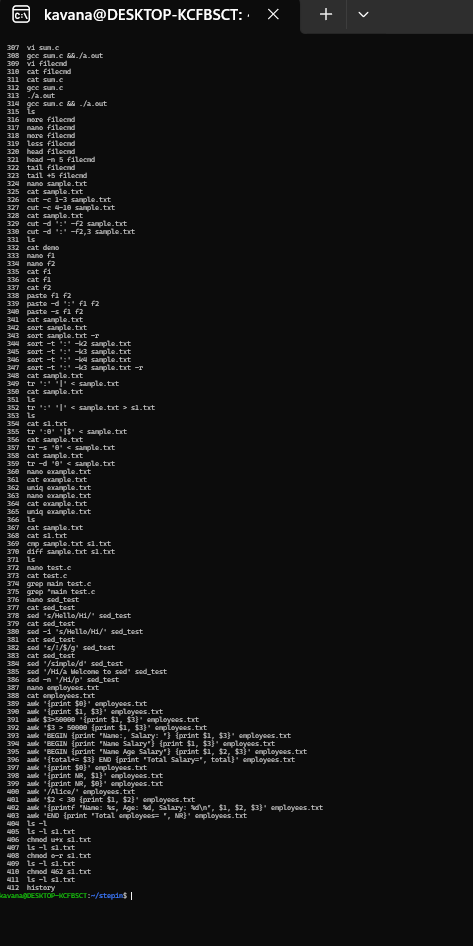 kavana@DESKTOP-KCFBSCT: ·
307 vi sum.c
308 gcc sum.c &&./a.out
309 vi filecmd
310 cat filecmd
311 cat sum.c
312 gcc sum.c
313 ./a.out
314 gcc sum.c && ./a.out
315 ls
316 more filecmd
317 nano filecmd
318 more filecmd
319 less filecmd
320 head filecmd
321 head -n 5 filecmd
322 tail filecmd
323 tail +5 filecmd
324 nano sample.txt
325 cat sample.txt
326 cut -c 1-3 sample.txt
327 cut -c 4-10 sample.txt
328 cat sample.txt
329 cut -d ':' -f2 sample.txt
330 cut -d ':' -f2,3 sample.txt
331 ls
332 cat demo
333 nano f1
334 nano f2
335 cat fi
336 cat f1
337 cat f2
338 paste f1 f2
339 paste -d ':' f1 f2
340 paste -s f1 f2
341 cat sample.txt
342 sort sample.txt
343 sort sample.txt -r
344 sort -t ':' -k2 sample.txt
345 sort -t ':' -k3 sample.txt
346 sort -t ':' -k4 sample.txt
347 sort -t ':' -k3 sample.txt -r
348 cat sample.txt
349 tr ':' '|' < sample.txt
350 cat sample.txt
351 ls
352 tr ':' '|' < sample.txt > s1.txt
353 ls
354 cat s1.txt
355 tr ':0' '|$' < sample.txt
356 cat sample.txt
357 tr -s '0' < sample.txt
358 cat sample.txt
359 tr -d '0' < sample.txt
360 nano example.txt
361 cat example.txt
362 uniq example.txt
363 nano example.txt
364 cat example.txt
365 uniq example.txt
366 ls
367 cat sample.txt
368 cat s1.txt
369 cmp sample.txt s1.txt
370 diff sample.txt s1.txt
371 ls
372 nano test.c
373 cat test.c
374 grep main test.c
375 grep ^main test.c
376 nano sed_test
377 cat sed_test
378 sed 's/Hello/Hi/' sed_test
379 cat sed_test
380 sed -i 's/Hello/Hi/' sed_test
381 cat sed_test
382 sed 's/!/$/g' sed_test
383 cat sed_test
384 sed '/simple/d' sed_test
385 sed '/Hi/a Welcome to sed' sed_test
386 sed -n '/Hi/p' sed_test
387 nano employees.txt
388 cat employees.txt
389 awk '{print $0}' employees.txt
390 awk '{print $1, $3}' employees.txt
391 awk $3>50000 '{print $1, $3}' employees.txt
392 awk '$3 > 50000 {print $1, $3}' employees.txt
393 awk 'BEGIN {print "Name:, Salary: "} {print $1, $3}' employees.txt
394 awk 'BEGIN {print "Name Salary"} {print $1, $3}' employees.txt
395 awk 'BEGIN {print "Name Age Salary"} {print $1, $2, $3}' employees.txt
396 awk '{total+= $3} END {print "Total Salary=", total}' employees.txt
397 awk '{print $0}' employees.txt
398 awk '{print NR, $1}' employees.txt
399 awk '{print NR, $0}' employees.txt
400 awk '/Alice/' employees.txt
401 awk '$2 < 30 {print $1, $2}' employees.txt
402 awk '{printf "Name: %s, Age: %d, Salary: %d\n", $1, $2, $3}' employees.txt
403 awk 'END {print "Total employees= ", NR}' employees.txt
404 ls -l
405 ls -l s1.txt
406 chmod u+x s1.txt
407 ls -l s1.txt
408 chmod o-r s1.txt
409 ls -l s1.txt
410 chmod 462 s1.txt
411 ls -l s1.txt
412 history
kavana@DESKTOP-KCFBSCT:~/stepin$